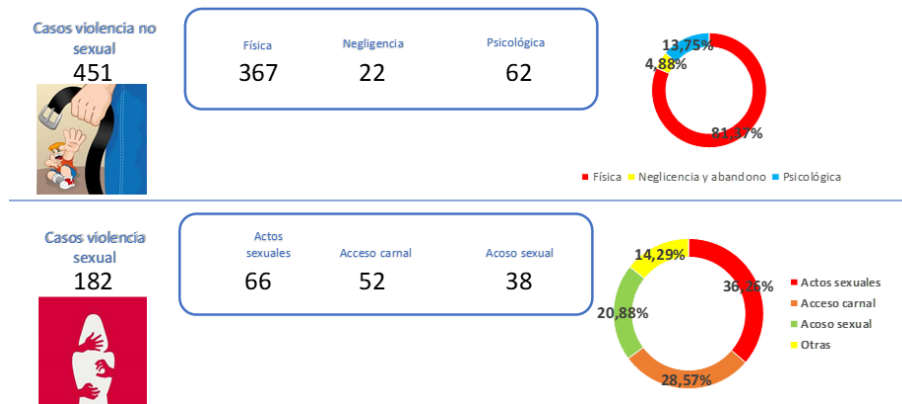 Casos violencia no
sexual
451
Física
367
Negligencia
22
Psicológica
62
13,75%
4,88%
81,37%
Física
Neglicencia y abandono
Psicológica
Casos violencia
sexual
182
Actos
sexuales
66
Acceso carnal
52
Acoso sexual
38
14,29%
36,26%
20,88%
28,57%
Actos sexuales
Acceso carnal
Acoso sexual
Otras